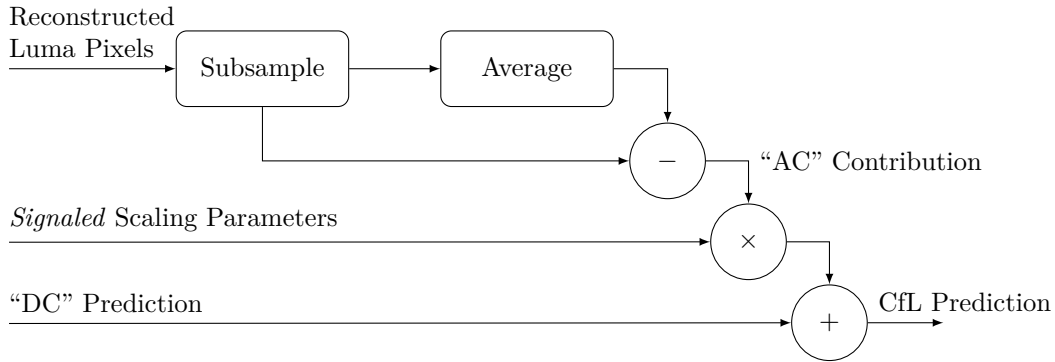 Reconstructed
Luma Pixels
Subsample
Average
−
“AC” Contribution
Signaled Scaling Parameters
×
“DC” Prediction
CfL Prediction
+